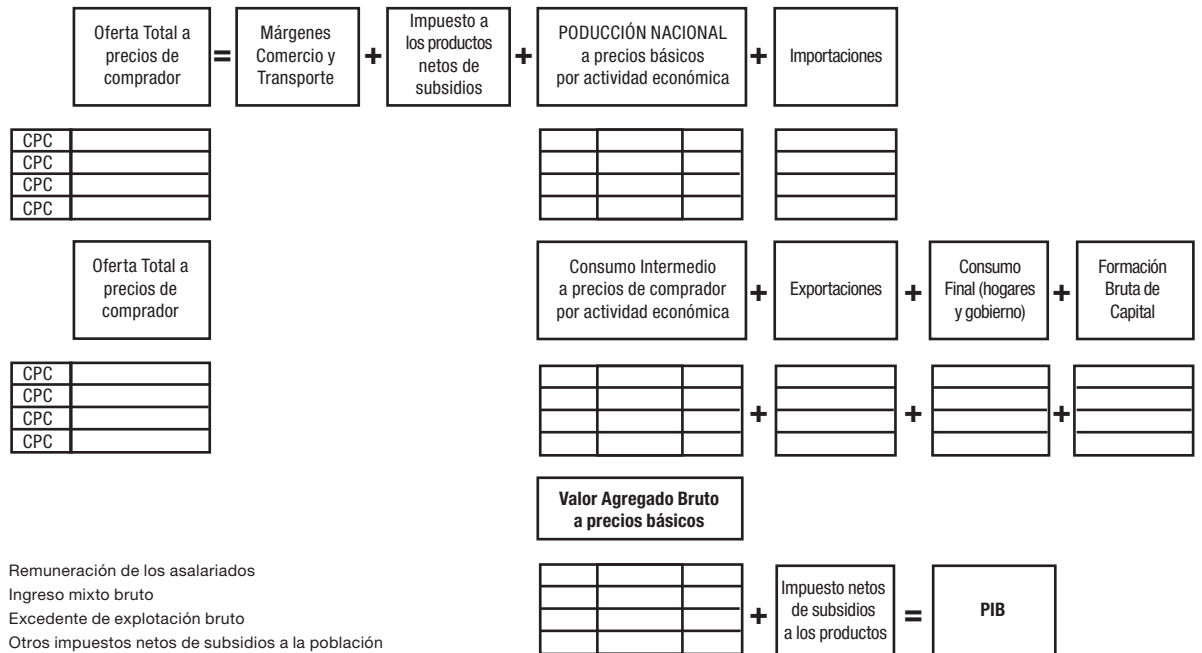 Oferta Total a
precios de
comprador
=
Márgenes
Comercio y
Transporte
+
Impuesto a
los productos
netos de
subsidios
+
PODUCCIÓN NACIONAL
a precios básicos
por actividad económica
+
Importaciones
CPC
CPC
CPC
CPC
Oferta Total a
precios de
comprador
Consumo Intermedio
a precios de comprador
por actividad económica
+
Exportaciones
+
Consumo
Final (hogares
y gobierno)
+
Formación
Bruta de
Capital
CPC
CPC
CPC
CPC
+
+
+
Valor Agregado Bruto
a precios básicos
Remuneración de los asalariados
Ingreso mixto bruto
Excedente de explotación bruto
Otros impuestos netos de subsidios a la población
+
Impuesto netos
de subsidios
a los productos
=
PIB